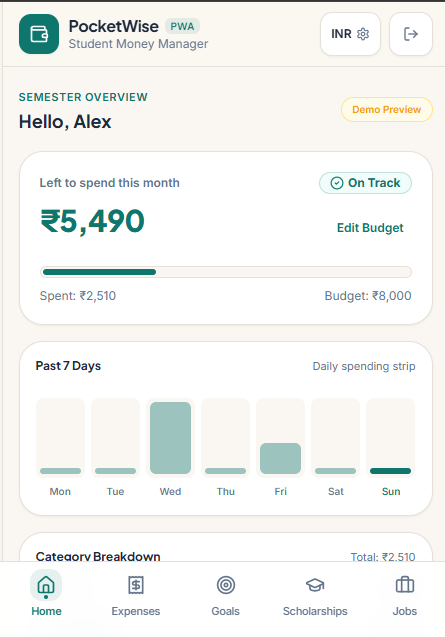 PocketWise PWA
Student Money Manager
INR
SEMESTER OVERVIEW
Hello, Alex
Demo Preview
Left to spend this month
On Track
₹5,490
Edit Budget
Spent: ₹2,510
Budget: ₹8,000
Past 7 Days
Daily spending strip
Mon Tue Wed Thu Fri Sat Sun
Category Breakdown
Total: ₹2,510
Home Expenses Goals Scholarships Jobs